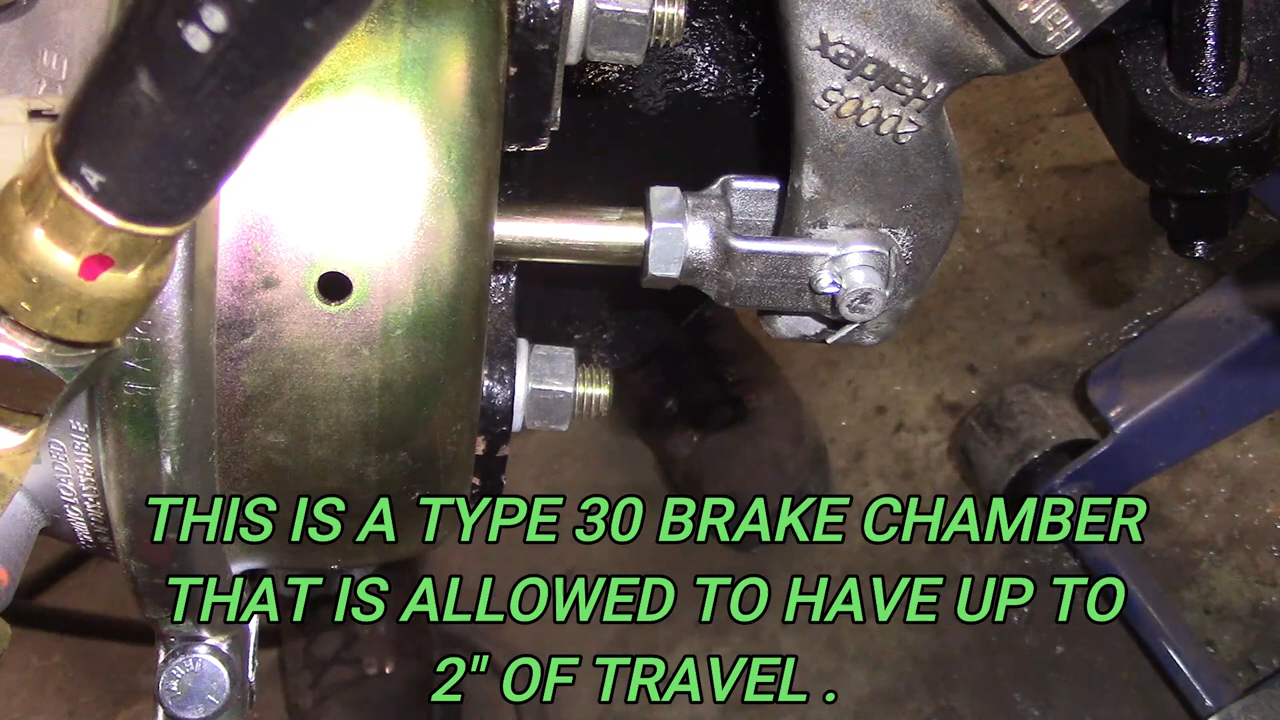 Haldex
20005
THIS IS A TYPE 30 BRAKE CHAMBER
THAT IS ALLOWED TO HAVE UP TO
2" OF TRAVEL .